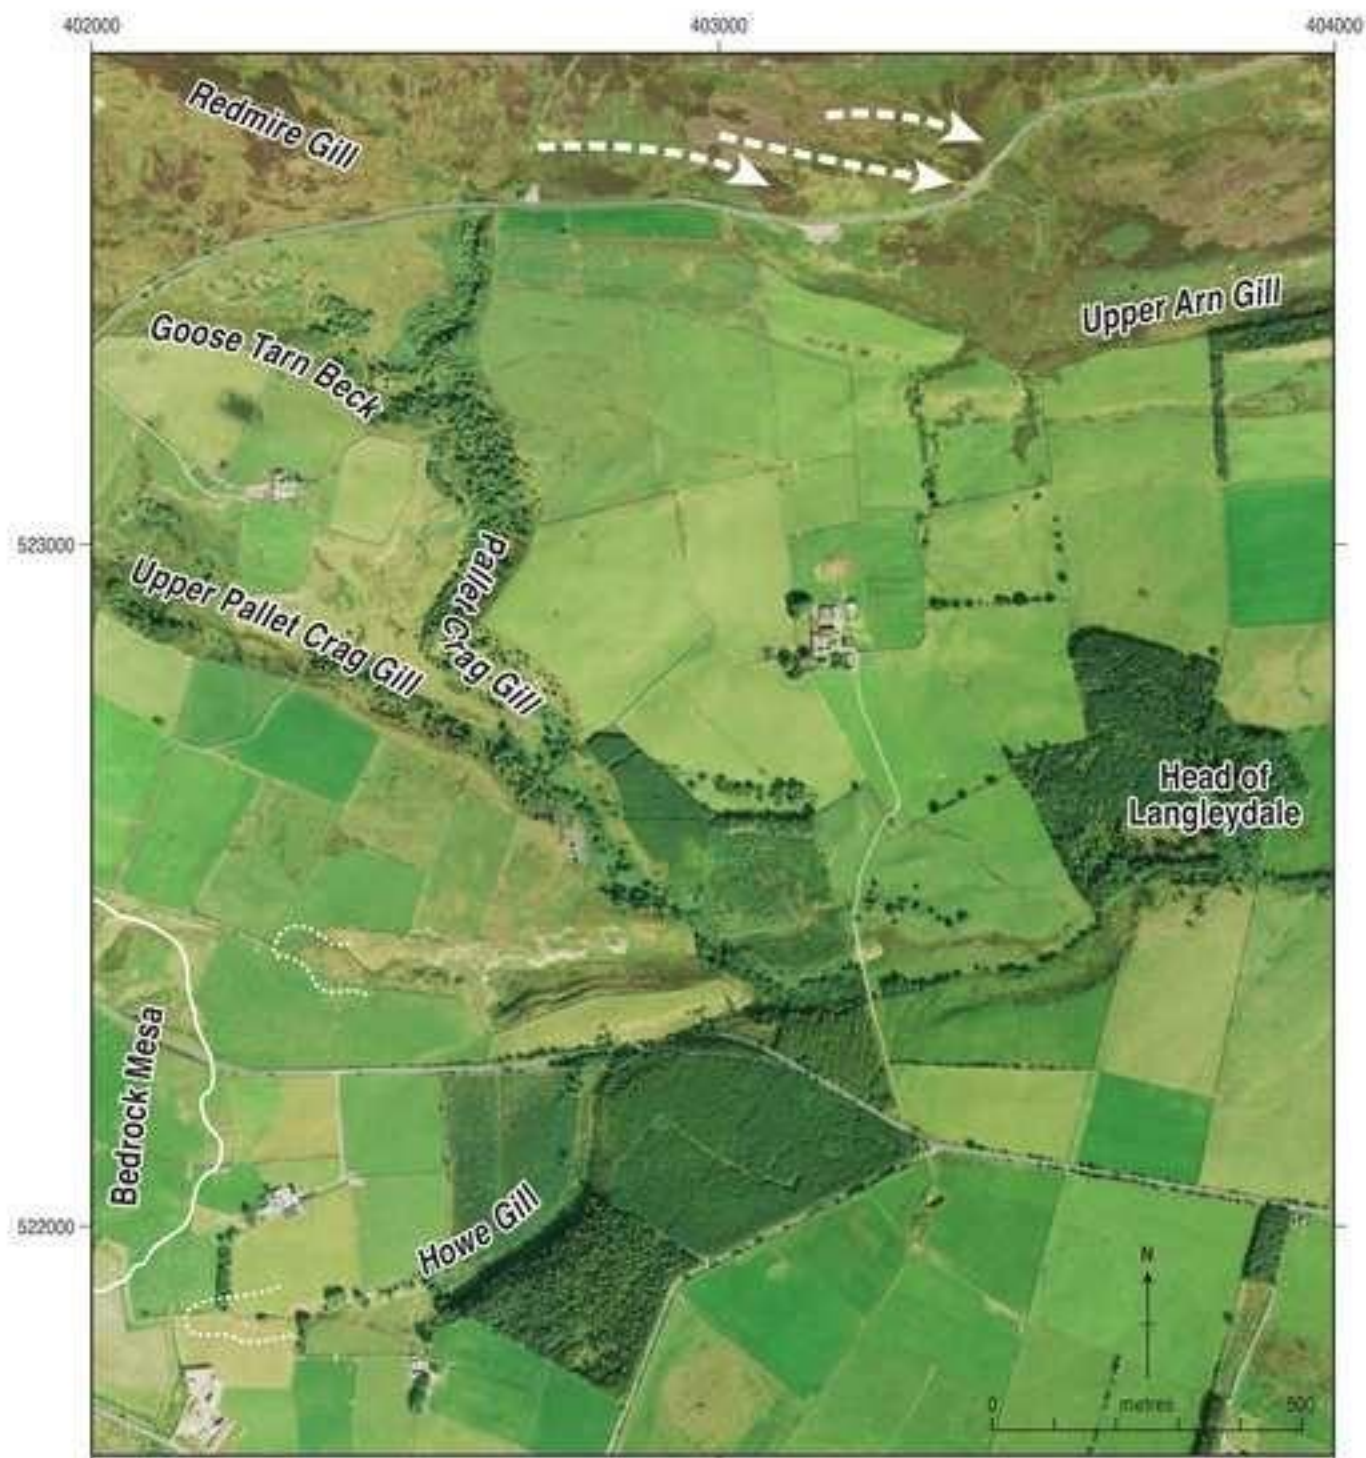 402000
403000
404000
Redmire Gill
Upper Arn Gill
Goose Tarn Beck
523000
Pallet Crag Gill
Upper Pallet Crag Gill
Head of
Langleydale
Bedrock Mesa
Howe Gill
522000
N
0 metres 500